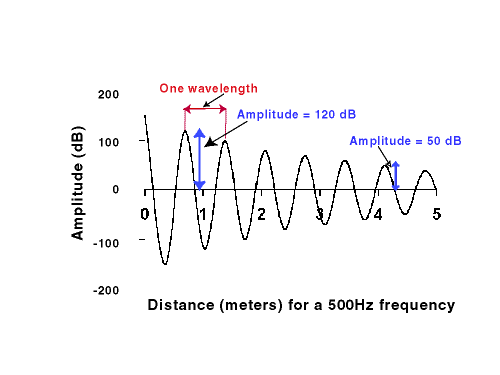 One wavelength
200
Amplitude = 120 dB
100
Amplitude = 50 dB
Amplitude (dB)
0
0 1 2 3 4 5
-100
-200
Distance (meters) for a 500Hz frequency